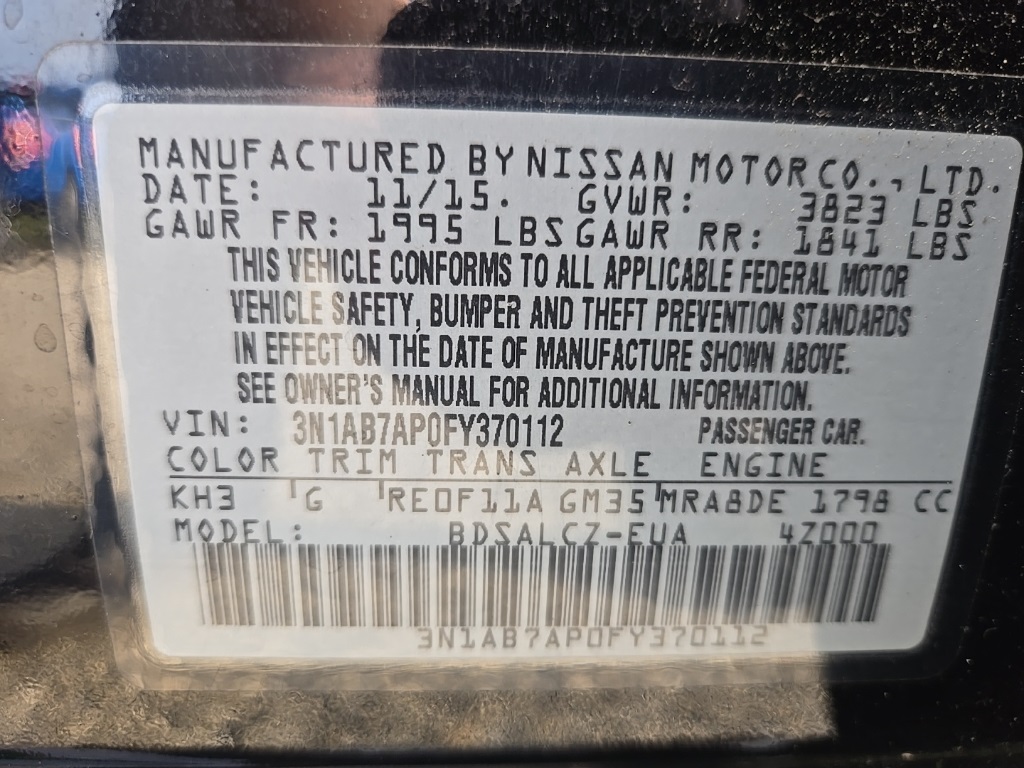 MANUFACTURED BY NISSAN MOTOR CO., LTD.
DATE: 11/15. GVWR: 3823 LBS
GAWR FR: 1995 LBS GAWR RR: 1841 LBS
THIS VEHICLE CONFORMS TO ALL APPLICABLE FEDERAL MOTOR
VEHICLE SAFETY, BUMPER AND THEFT PREVENTION STANDARDS
IN EFFECT ON THE DATE OF MANUFACTURE SHOWN ABOVE.
SEE OWNER'S MANUAL FOR ADDITIONAL INFORMATION.
VIN: 3N1AB7AP0FY370112 PASSENGER CAR.
COLOR TRIM TRANS AXLE ENGINE
KH3 G RE0F11A GM35 MRA8DE 1798 CC
MODEL: BDSALCZ-EUA 4Z000
3N1AB7AP0FY370112